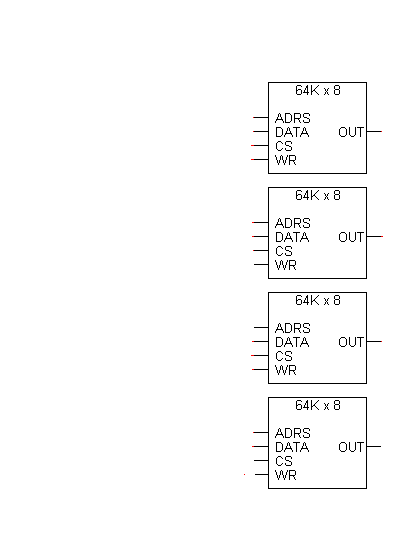 64K x 8
ADRS
DATA OUT
CS
WR
64K x 8
ADRS
DATA OUT
CS
WR
64K x 8
ADRS
DATA OUT
CS
WR
64K x 8
ADRS
DATA OUT
CS
WR